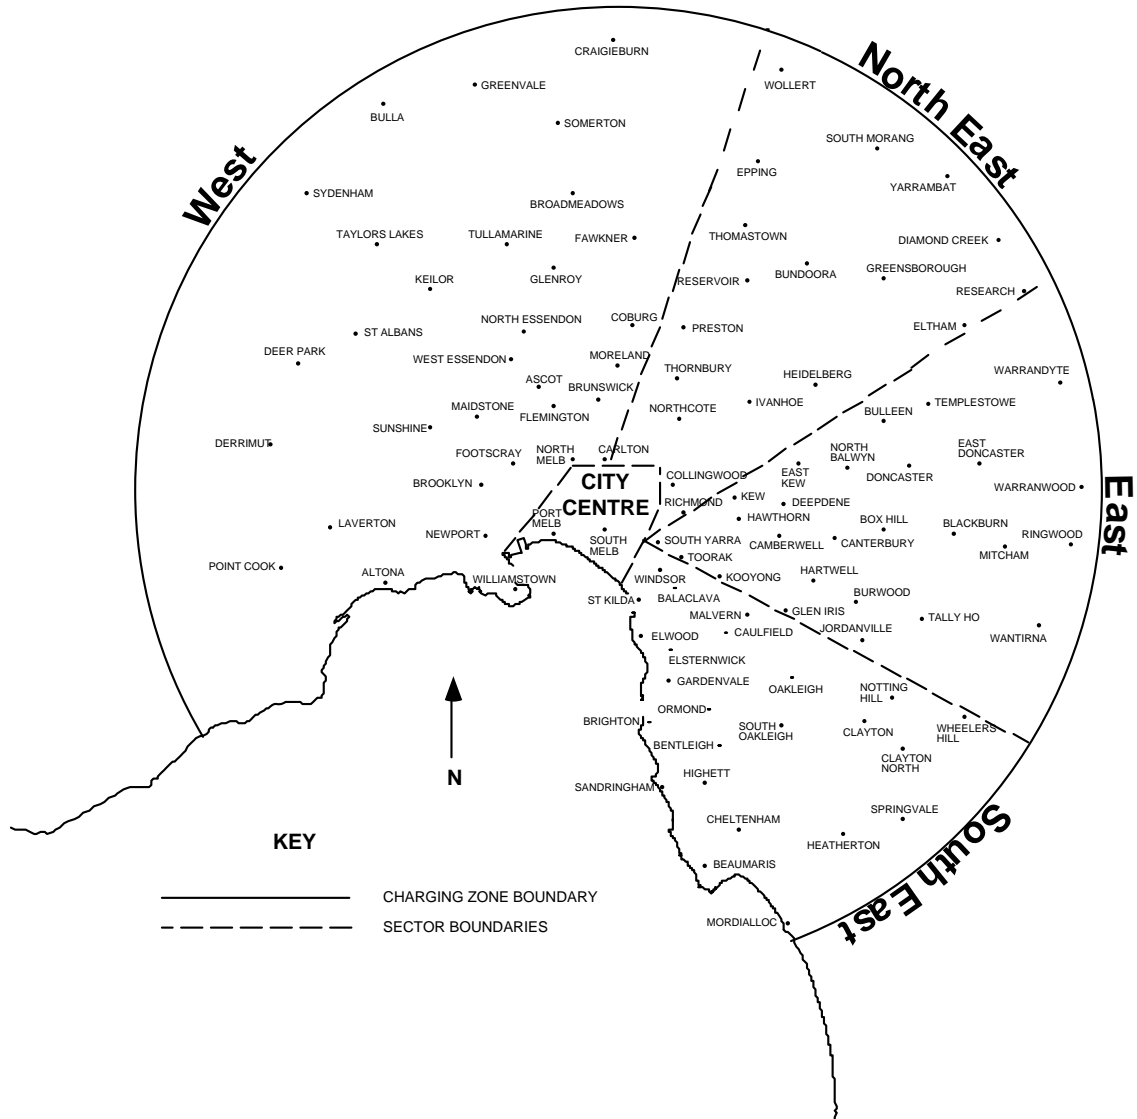 CRAIGIEBURN
North East
WOLLERT
GREENVALE
BULLA
SOMERTON
SOUTH MORANG
West
EPPING
YARRAMBAT
SYDENHAM
BROADMEADOWS
TAYLORS LAKES
TULLAMARINE
FAWKNER
THOMASTOWN
DIAMOND CREEK
KEILOR
GLENROY
RESERVOIR
BUNDOORA
GREENSBOROUGH
RESEARCH
ST ALBANS
NORTH ESSENDON
COBURG
PRESTON
ELTHAM
DEER PARK
WEST ESSENDON
MORELAND
THORNBURY
HEIDELBERG
WARRANDYTE
ASCOT
BRUNSWICK
MAIDSTONE
FLEMINGTON
NORTHCOTE
IVANHOE
BULLEEN
TEMPLESTOWE
SUNSHINE
DERRIMUT
FOOTSCRAY
NORTH
MELB
CARLTON
NORTH
BALWYN
EAST
DONCASTER
BROOKLYN
CITY
CENTRE
COLLINGWOOD
EAST
KEW
DONCASTER
WARRANWOOD
East
RICHMOND
KEW
DEEPDENE
LAVERTON
NEWPORT
PORT
MELB
SOUTH
MELB
HAWTHORN
BOX HILL
BLACKBURN
RINGWOOD
SOUTH YARRA
CAMBERWELL
CANTERBURY
MITCHAM
TOORAK
POINT COOK
ALTONA
WILLIAMSTOWN
WINDSOR
KOOYONG
HARTWELL
ST KILDA
BALACLAVA
BURWOOD
MALVERN
GLEN IRIS
TALLY HO
ELWOOD
CAULFIELD
JORDANVILLE
WANTIRNA
ELSTERNWICK
GARDENVALE
OAKLEIGH
NOTTING
HILL
ORMOND
BRIGHTON
SOUTH
OAKLEIGH
CLAYTON
WHEELERS
HILL
BENTLEIGH
CLAYTON
NORTH
N
SANDRINGHAM
HIGHETT
SPRINGVALE
South East
CHELTENHAM
HEATHERTON
KEY
BEAUMARIS
CHARGING ZONE BOUNDARY
MORDIALLOC
SECTOR BOUNDARIES